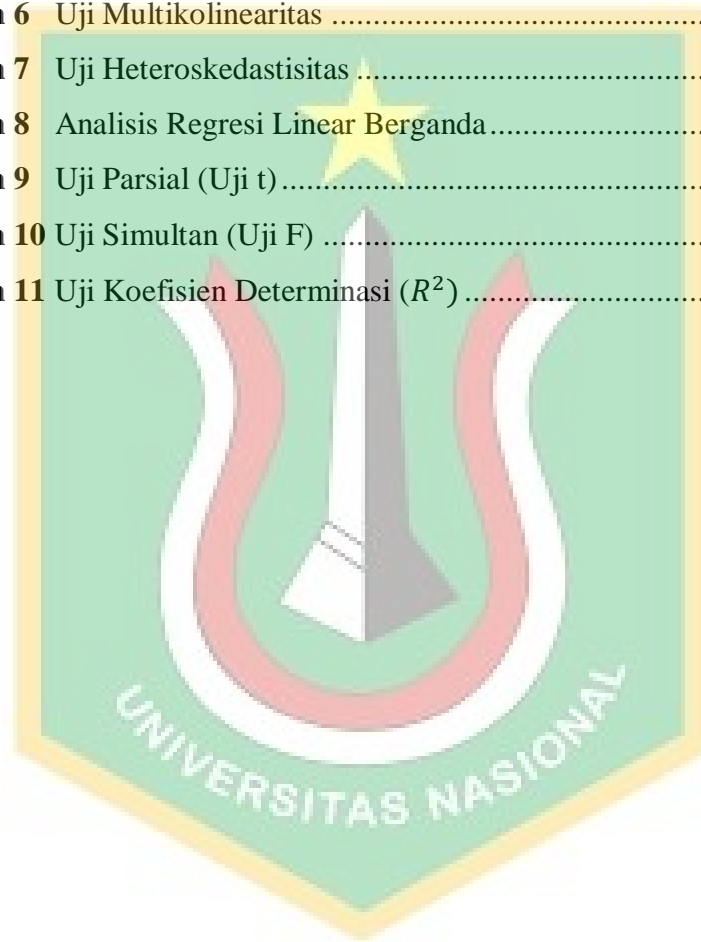 n 6 Uji Multikolinearitas ..........................................
n 7 Uji Heteroskedastisitas ......................................
n 8 Analisis Regresi Linear Berganda..........................
n 9 Uji Parsial (Uji t)................................................
n 10 Uji Simultan (Uji F) ..........................................
n 11 Uji Koefisien Determinasi (𝑅²) .............................
UNIVERSITAS NASIONAL